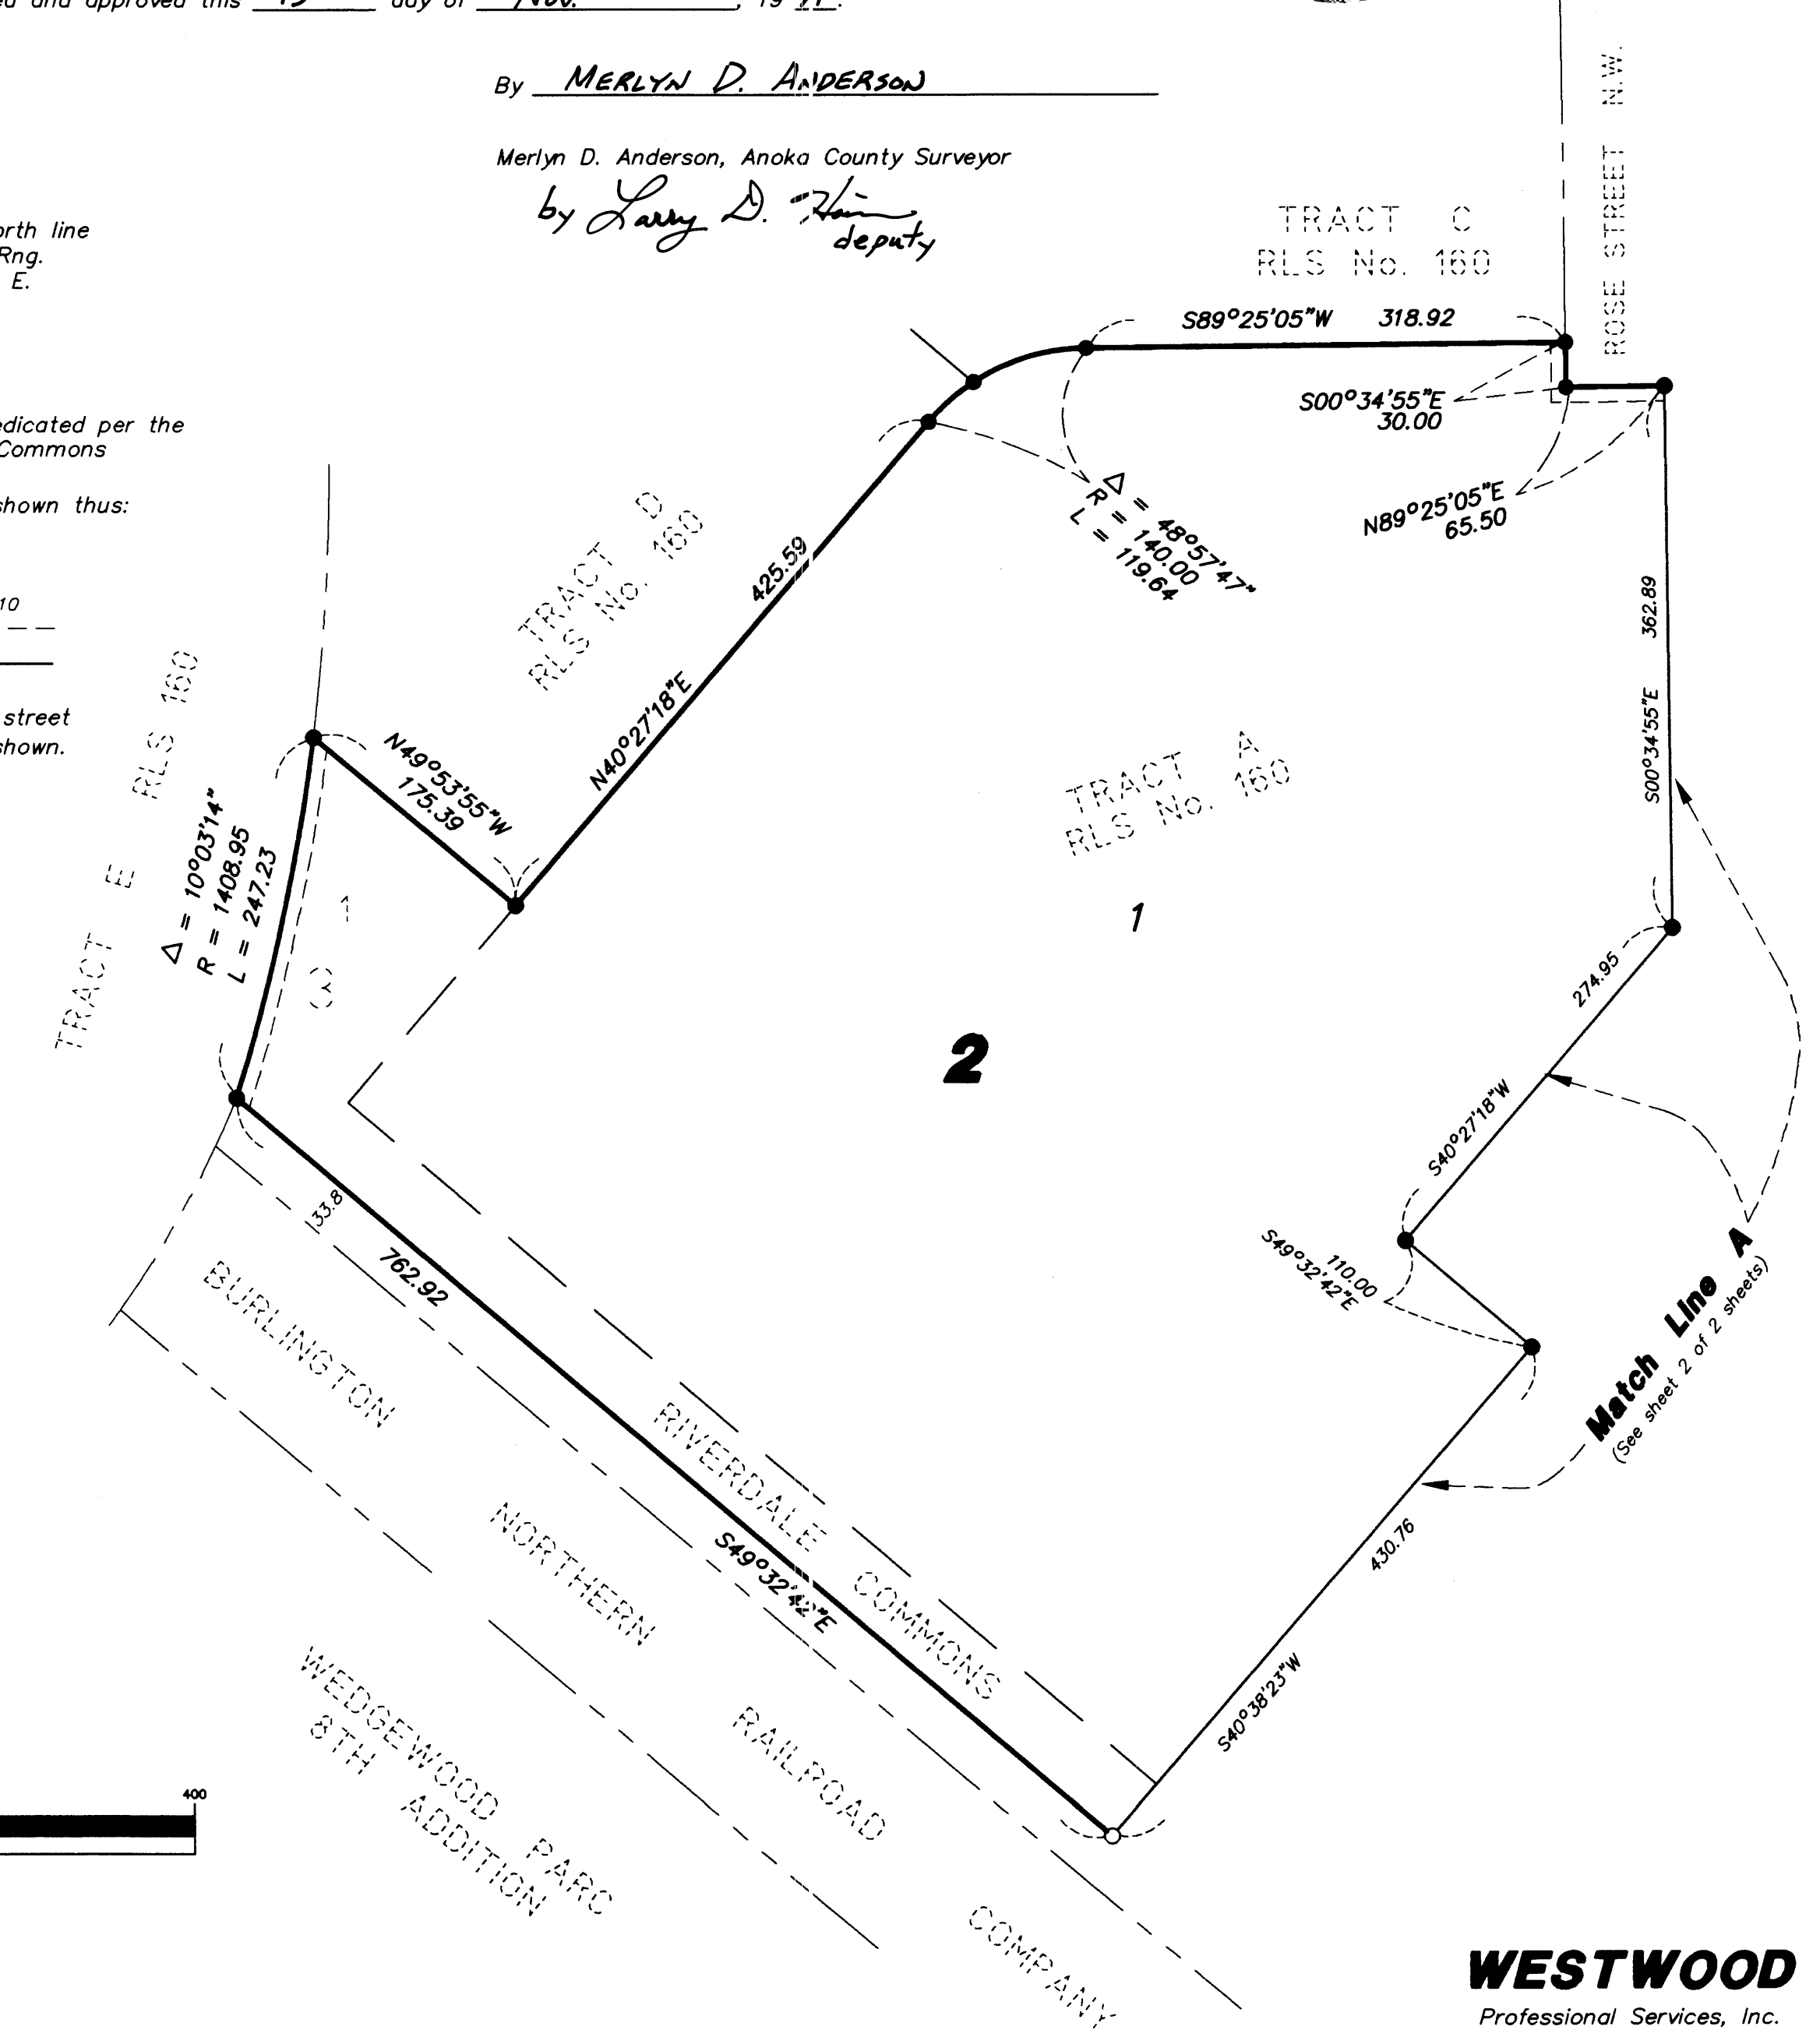 and approved this 15 day of Nov. , 19 91.
By MERLYN D. ANDERSON
Merlyn D. Anderson, Anoka County Surveyor
by Larry D.
deputy
orth line
Rng.
E.
edicated per the
Commons
shown thus:
10
street
shown.
TRACT C
RLS No. 160
ROSE STREET N.W.
S89°25'05"W 318.92
S00°34'55"E
30.00
N89°25'05"E
65.50
Δ = 48°57'47"
R = 140.00
L = 119.64
TRACT D
RLS No. 160
425.59
N40°27'18"E
362.89
S00°34'55"E
TRACT E RLS 160
N49°53'55"W
175.39
Δ = 10°03'14"
R = 1408.95
L = 247.23
TRACT A
RLS No. 160
1
3
1
2
274.95
S40°27'18"W
110.00
S49°32'42"E
Match Line A
(See sheet 2 of 2 sheets)
430.76
S40°38'23"W
33.8
762.92
S49°32'42"E
RIVERDALE COMMONS
BURLINGTON NORTHERN RAILROAD COMPANY
WEDGEWOOD PARC
8TH ADDITION
400
WESTWOOD
Professional Services, Inc.